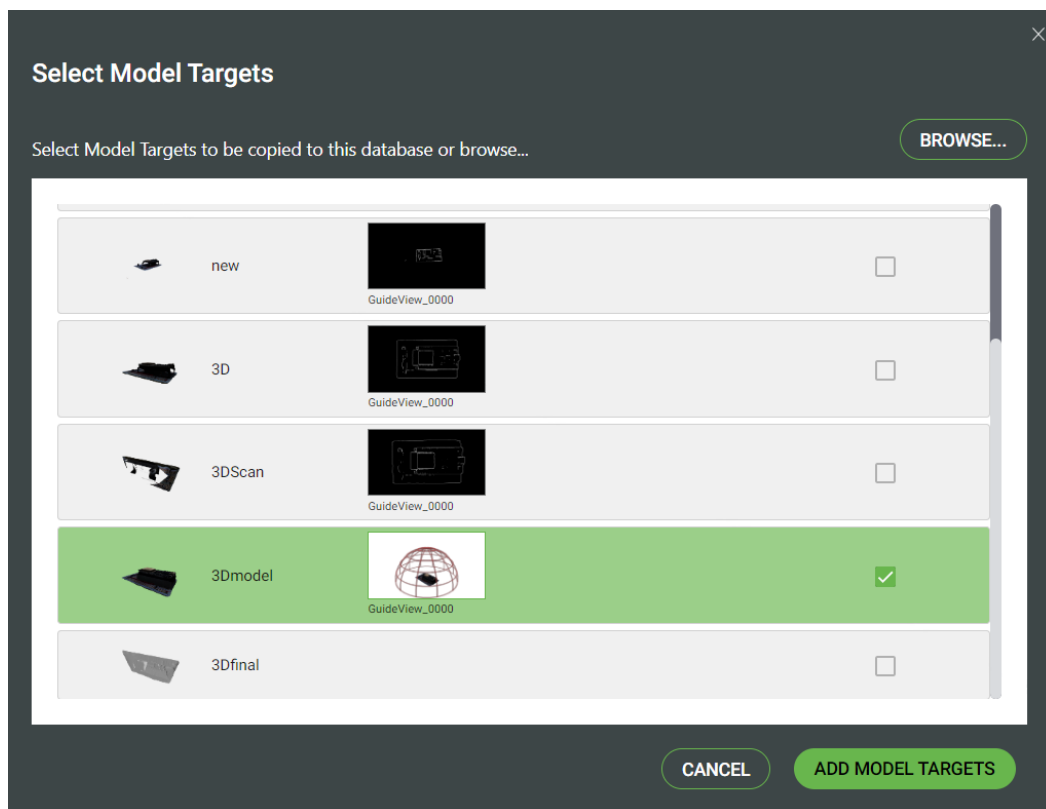 Select Model Targets
Select Model Targets to be copied to this database or browse...
BROWSE...
new
GuideView_0000
3D
GuideView_0000
3DScan
GuideView_0000
3Dmodel
GuideView_0000
3Dfinal
CANCEL
ADD MODEL TARGETS